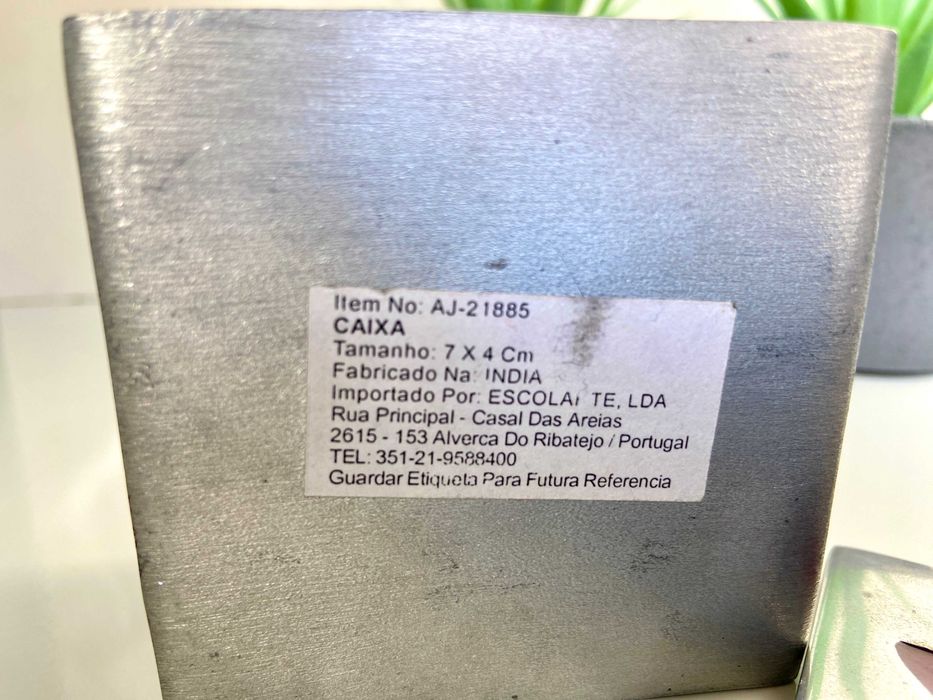 Item No: AJ-21885
CAIXA
Tamanho: 7 X 4 Cm
Fabricado Na: INDIA
Importado Por: TE, LDA
Rua Principal - Casal Das Areias
2615 - 153 Alverca Do Ribatejo / Portugal
TEL: 351-21-9588400
Guardar Etiqueta Para Futura Referencia